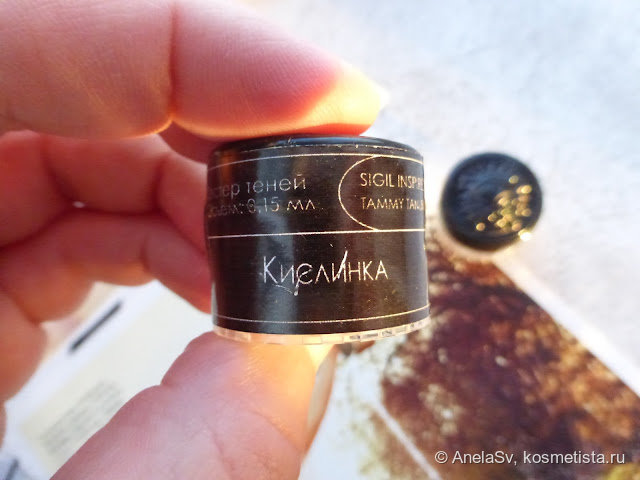 теней
0,15 мл
SIGIL
TAMMY
Кислинка
© AnelaSv, kosmetista.ru